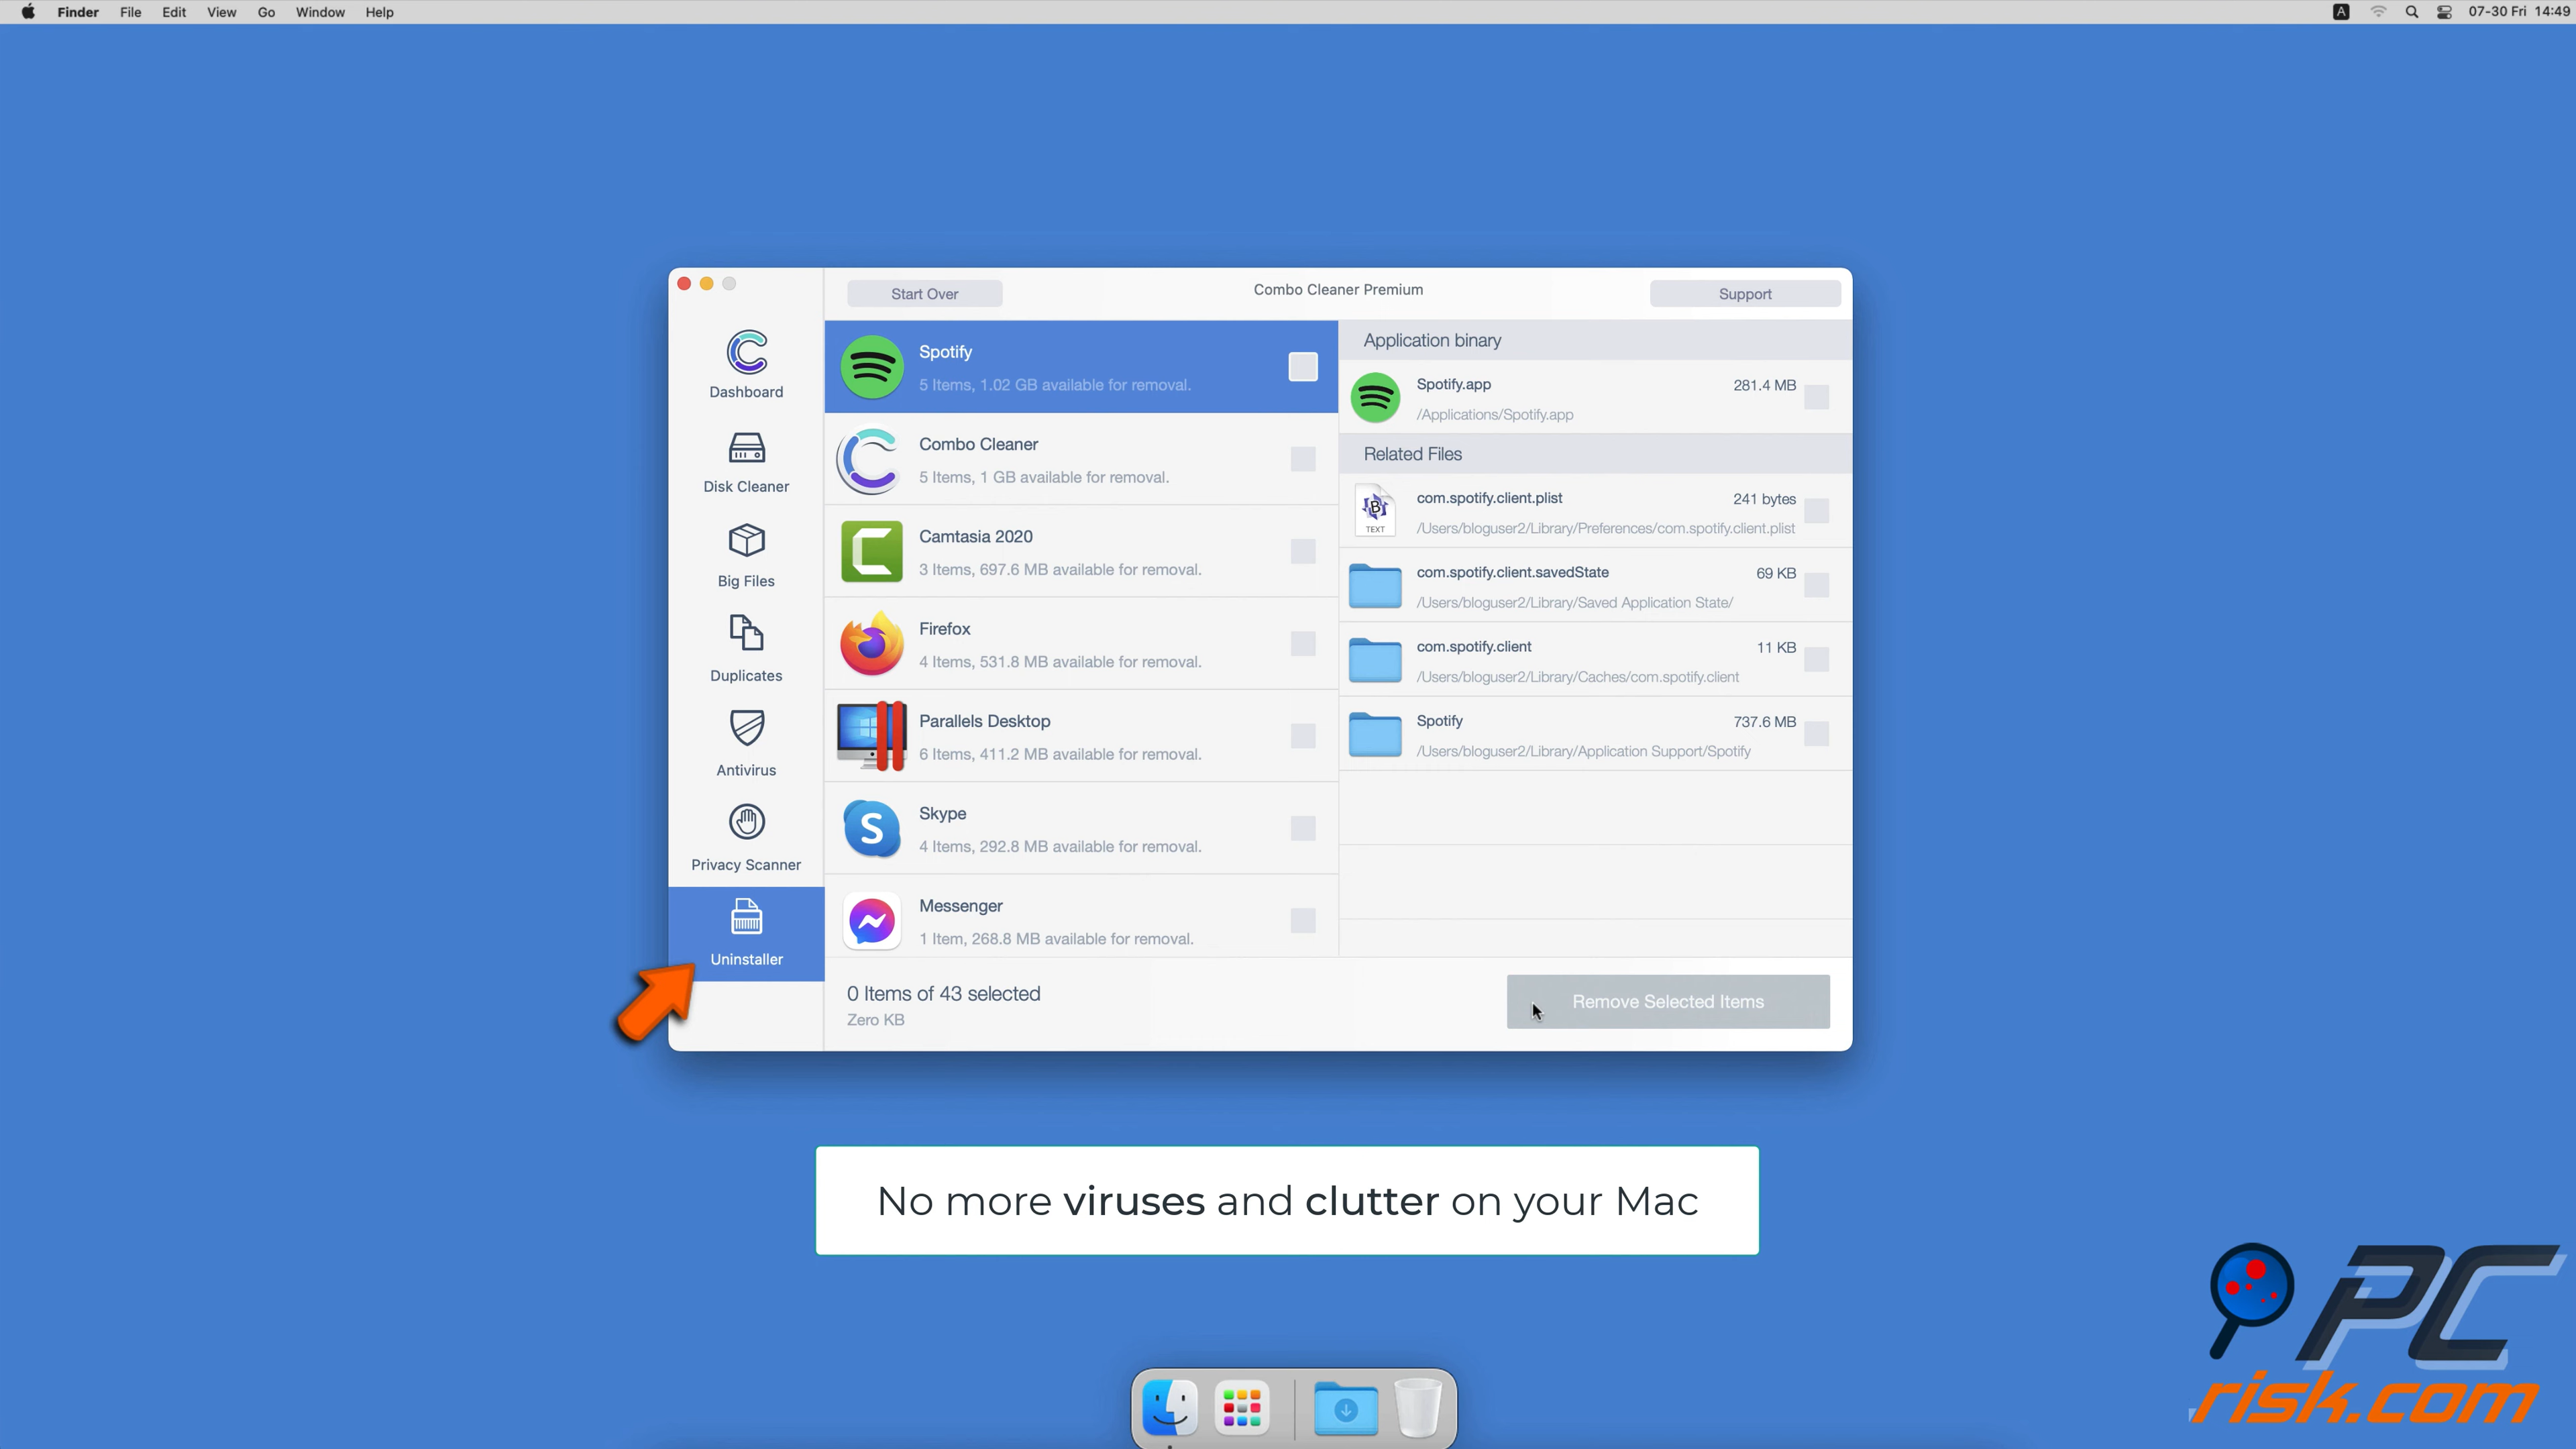 Finder File Edit View Go Window Help
A 07-30 Fri 14:49
Start Over
Combo Cleaner Premium
Support
Dashboard
Disk Cleaner
Big Files
Duplicates
Antivirus
Privacy Scanner
Uninstaller
Spotify
5 Items, 1.02 GB available for removal.
Combo Cleaner
5 Items, 1 GB available for removal.
Camtasia 2020
3 Items, 697.6 MB available for removal.
Firefox
4 Items, 531.8 MB available for removal.
Parallels Desktop
6 Items, 411.2 MB available for removal.
Skype
4 Items, 292.8 MB available for removal.
Messenger
1 Item, 268.8 MB available for removal.
Application binary
Spotify.app 281.4 MB
/Applications/Spotify.app
Related Files
com.spotify.client.plist 241 bytes
/Users/bloguser2/Library/Preferences/com.spotify.client.plist
TEXT
com.spotify.client.savedState 69 KB
/Users/bloguser2/Library/Saved Application State/
com.spotify.client 11 KB
/Users/bloguser2/Library/Caches/com.spotify.client
Spotify 737.6 MB
/Users/bloguser2/Library/Application Support/Spotify
0 Items of 43 selected
Zero KB
Remove Selected Items
No more viruses and clutter on your Mac
PC
risk.com